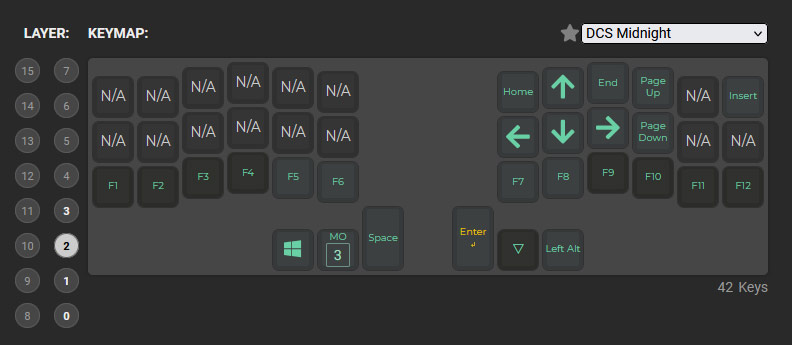 LAYER: KEYMAP: DCS Midnight
15 7
14 6
13 5
12 4
11 3
10 2
9 1
8 0
N/A N/A N/A N/A N/A N/A Home End Page Up N/A Insert
N/A N/A N/A N/A N/A N/A Page Down N/A N/A
F1 F2 F3 F4 F5 F6 F7 F8 F9 F10 F11 F12
MO 3 Space Enter Left Alt
42 Keys